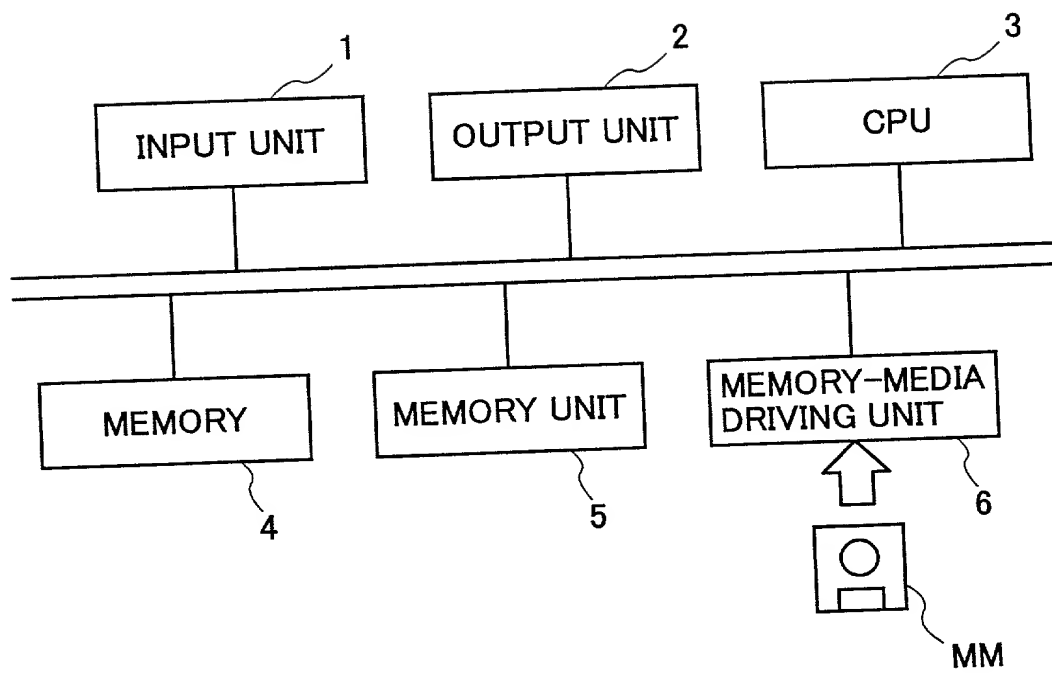 1
2
3
INPUT UNIT
OUTPUT UNIT
CPU
MEMORY
MEMORY UNIT
MEMORY-MEDIA
DRIVING UNIT
4
5
6
MM